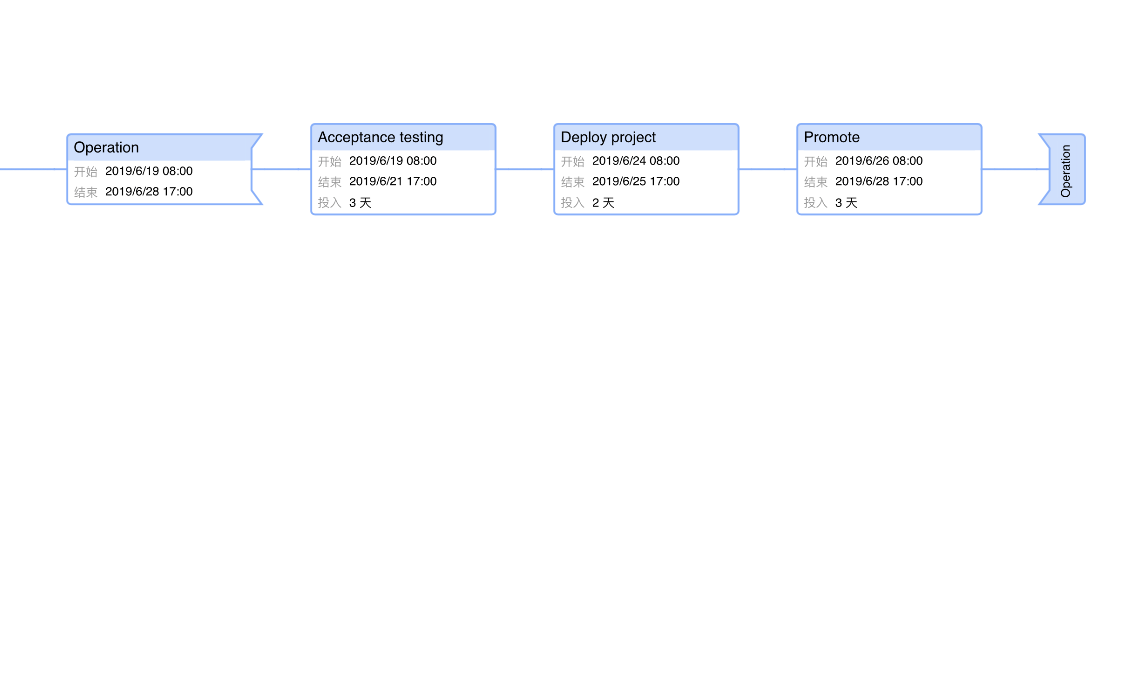 Operation
开始 2019/6/19 08:00
结束 2019/6/28 17:00
Acceptance testing
开始 2019/6/19 08:00
结束 2019/6/21 17:00
投入 3 天
Deploy project
开始 2019/6/24 08:00
结束 2019/6/25 17:00
投入 2 天
Promote
开始 2019/6/26 08:00
结束 2019/6/28 17:00
投入 3 天
Operation